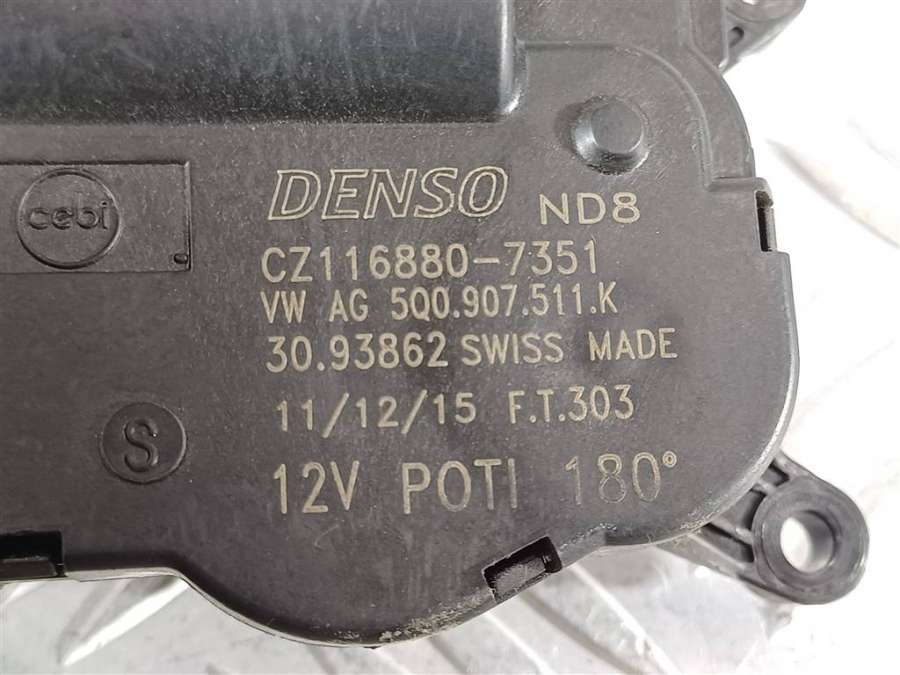 DENSO ND8
cebi
CZ116880-7351
VW AG 5Q0.907.511.K
30.93862 SWISS MADE
11/12/15 F.T.303
S
12V POTI 180°